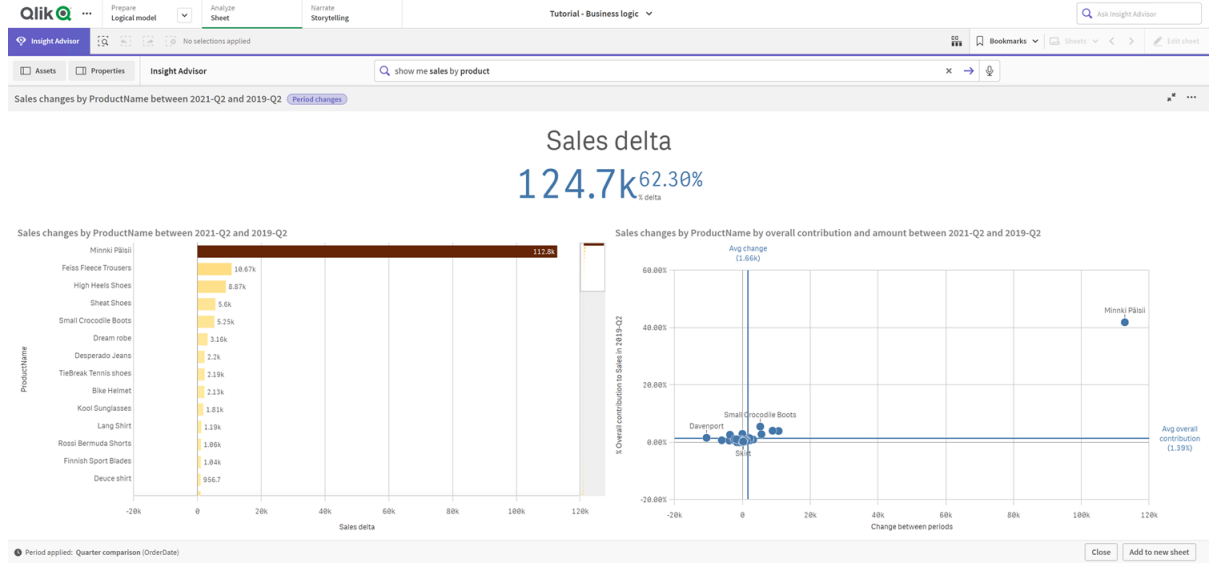 Qlik ... Prepare Logical model Analyze Sheet Narrate Storytelling Tutorial - Business logic Ask Insight Advisor
Insight Advisor No selections applied Bookmarks Sheets Edit sheet
Assets Properties Insight Advisor show me sales by product
Sales changes by ProductName between 2021-Q2 and 2019-Q2 Period changes
Sales delta
124.7k 62.30%
% delta
Sales changes by ProductName between 2021-Q2 and 2019-Q2
ProductName
Minnki Pälsii 112.8k
Feiss Fleece Trousers 10.67k
High Heels Shoes 8.87k
Sheat Shoes 5.6k
Small Crocodile Boots 5.25k
Dream robe 3.16k
Desperado Jeans 2.2k
TieBreak Tennis shoes 2.19k
Bike Helmet 2.13k
Kool Sunglasses 1.81k
Lang Shirt 1.19k
Rossi Bermuda Shorts 1.06k
Finnish Sport Blades 1.04k
Deuce shirt 956.7
-20k 0 20k 40k 60k 80k 100k 120k
Sales delta
Sales changes by ProductName by overall contribution and amount between 2021-Q2 and 2019-Q2
Avg change
(1.66k)
% Overall contribution to Sales in 2019-Q2
60.00%
40.00%
20.00%
0.00%
-20.00%
Minnki Pälsii
Small Crocodile Boots
Davenport
Skirt
Avg overall
contribution
(1.39%)
-20k 0 20k 40k 60k 80k 100k 120k
Change between periods
Period applied: Quarter comparison (OrderDate) Close Add to new sheet